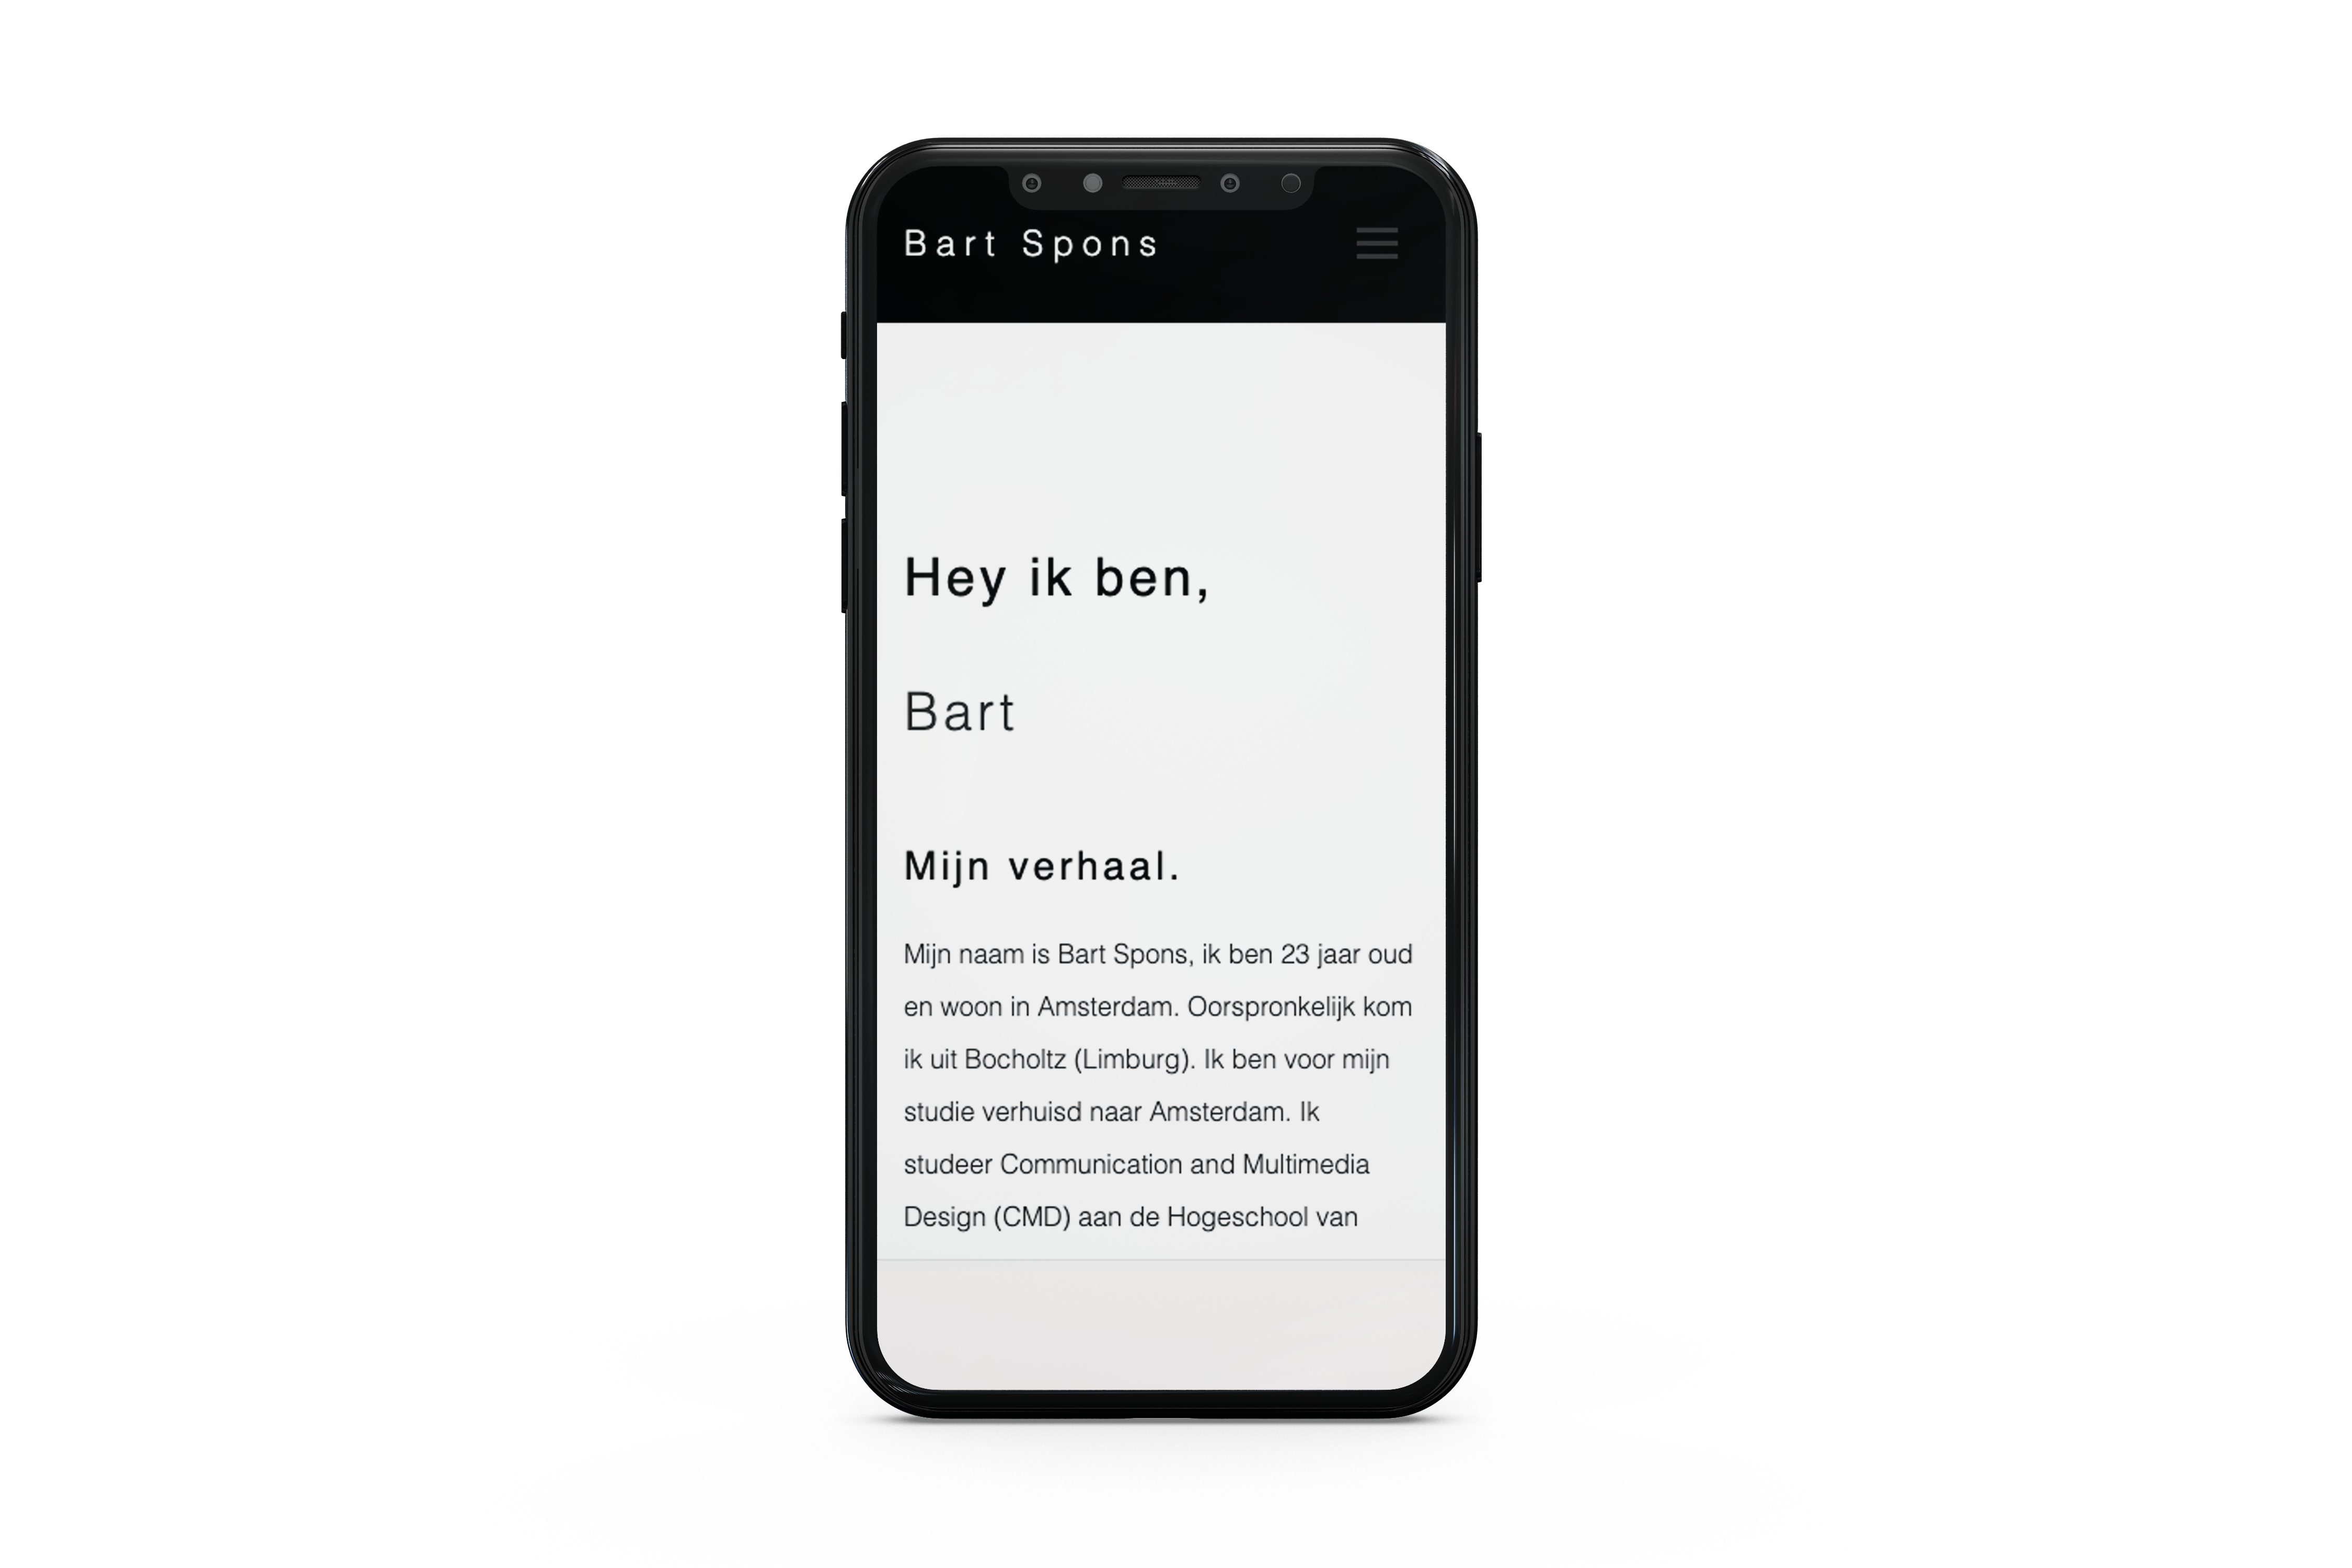 Bart Spons
Hey ik ben,
Bart
Mijn verhaal.
Mijn naam is Bart Spons, ik ben 23 jaar oud
en woon in Amsterdam. Oorspronkelijk kom
ik uit Bocholtz (Limburg). Ik ben voor mijn
studie verhuisd naar Amsterdam. Ik
studeer Communication and Multimedia
Design (CMD) aan de Hogeschool van